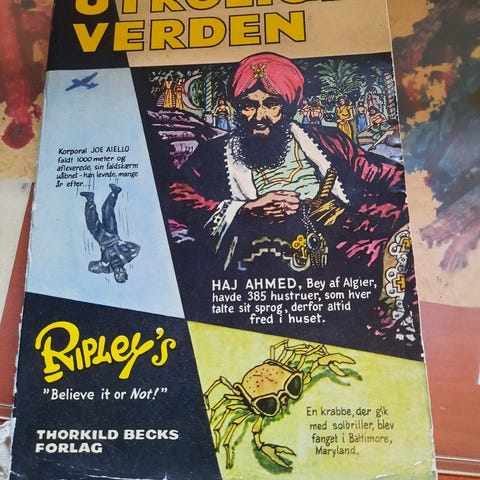 UTROLIGE
VERDEN
Korporal JOE AIELLO
faldt 1000 meter og
afleverede sin faldskærm
uåbnet - han levnde mange
år efter...
HAJ AHMED, Bey af Algier,
havde 385 hustruer, som hver
talte sit sprog, derfor altid
fred i huset.
RIPLEY'S
"Believe it or Not!"
THORKILD BECKS
FORLAG
En krabbe, der gik
med solbriller, blev
fanget i Baltimore,
Maryland.